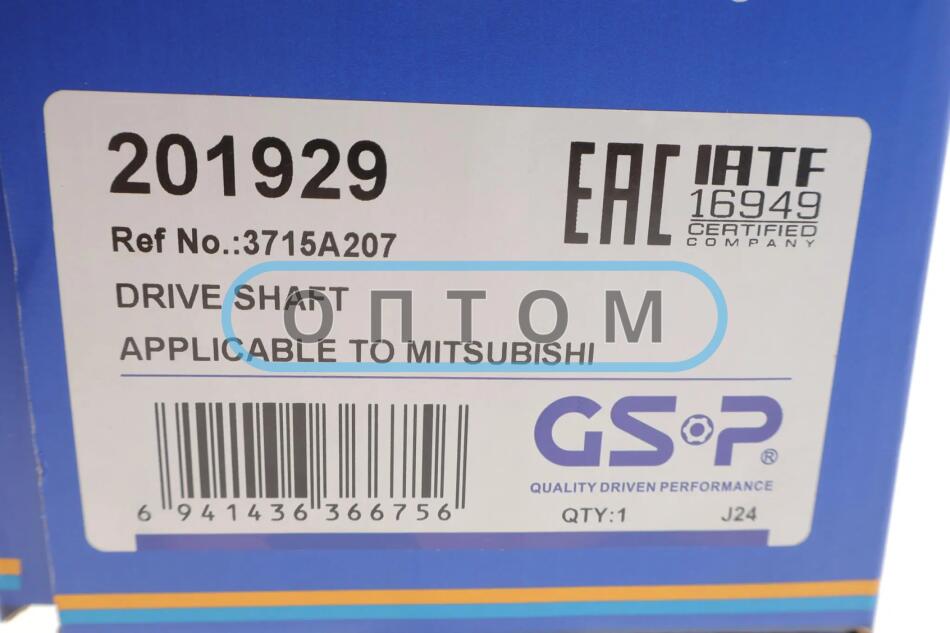 201929
Ref No.:3715A207
DRIVE SHAFT
APPLICABLE TO MITSUBISHI
ОПТОМ
EAC
IATF
16949
CERTIFIED
COMPANY
6 941436 366756
GSP®
QUALITY DRIVEN PERFORMANCE
QTY:1 J24